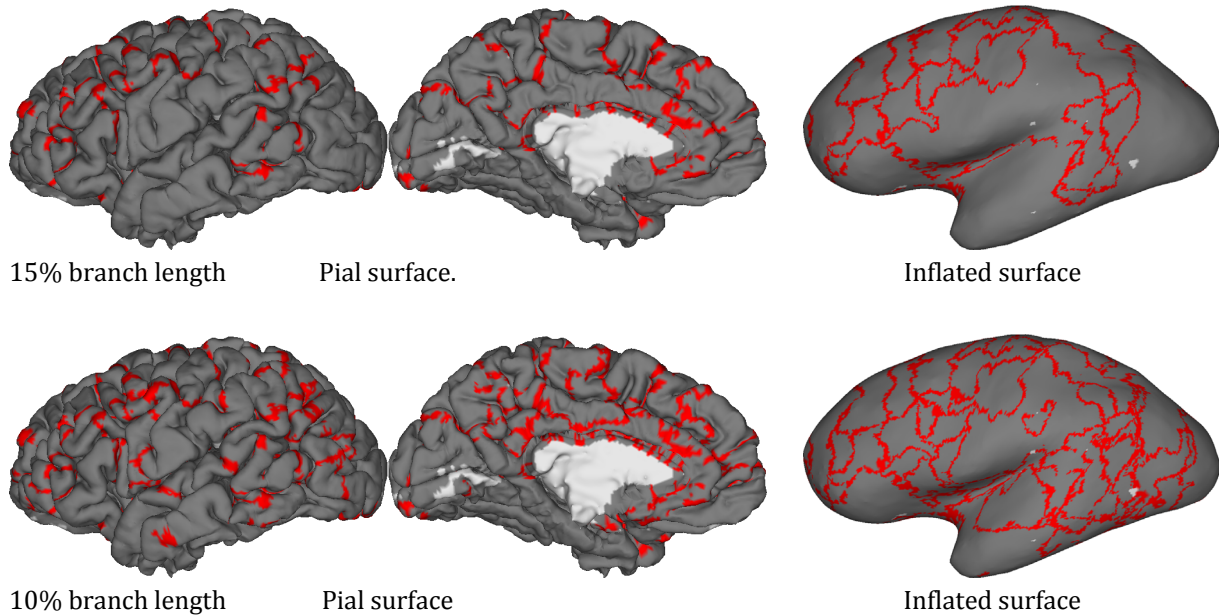 15% branch length Pial surface. Inflated surface
10% branch length Pial surface Inflated surface